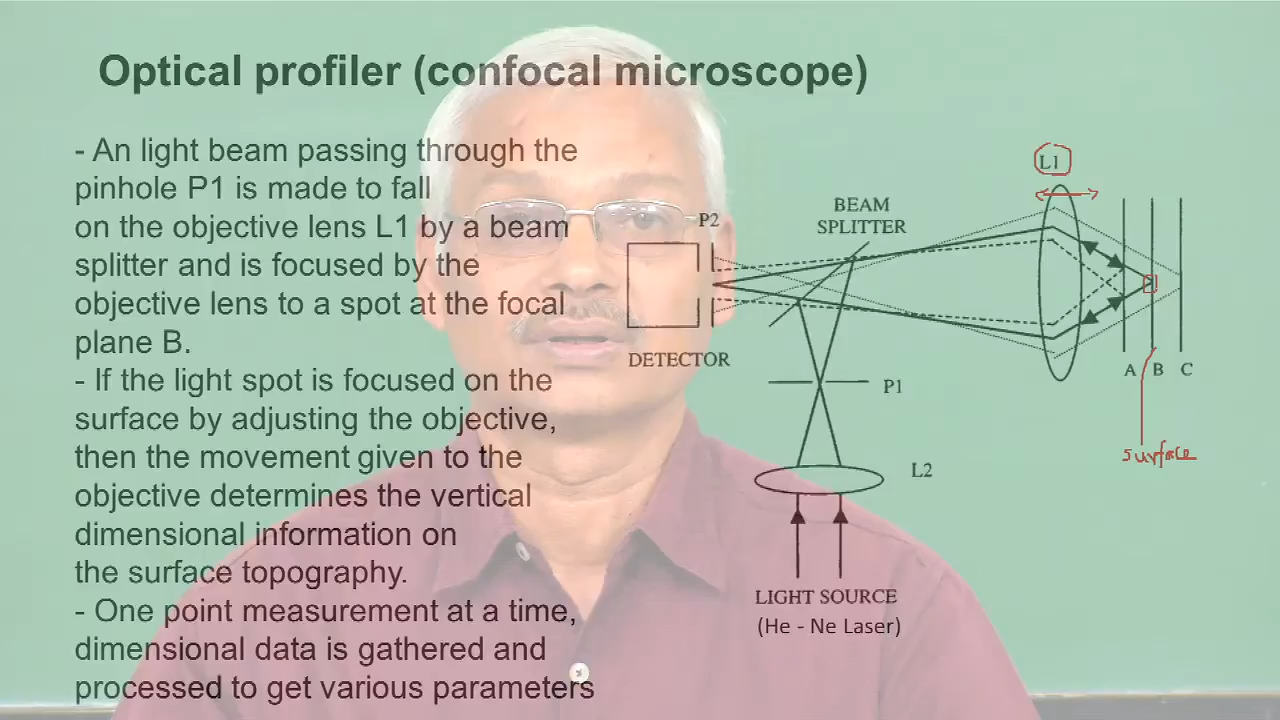 Optical profiler (confocal microscope)
- An light beam passing through the
pinhole P1 is made to fall
on the objective lens L1 by a beam
splitter and is focused by the
objective lens to a spot at the focal
plane B.
- If the light spot is focused on the
surface by adjusting the objective,
then the movement given to the
objective determines the vertical
dimensional information on
the surface topography.
- One point measurement at a time,
dimensional data is gathered and
processed to get various parameters
L1
BEAM
SPLITTER
P2
DETECTOR
A B C
P1
surface
L2
LIGHT SOURCE
(He - Ne Laser)